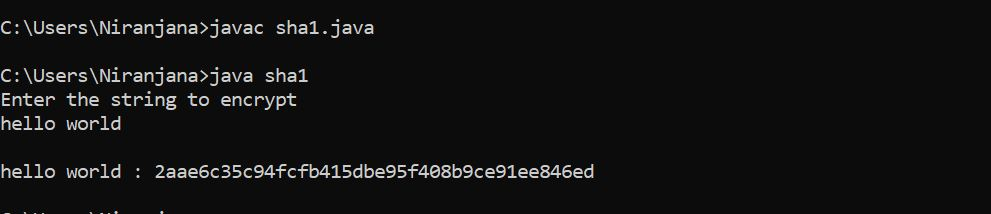 C:\Users\Niranjana>javac sha1.java
C:\Users\Niranjana>java sha1
Enter the string to encrypt
hello world
hello world : 2aae6c35c94fcfb415dbe95f408b9ce91ee846ed